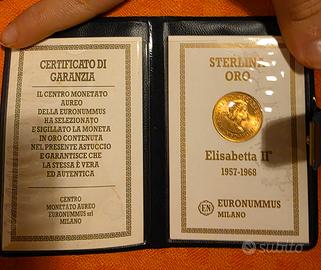 CERTIFICATO DI
GARANZIA
IL CENTRO MONETATO
AUREO
DELLA EURONUMMUS
HA SELEZIONATO
E SIGILLATO LA MONETA
IN ORO CONTENUTA
NEL PRESENTE ASTUCCIO
E GARANTISCE CHE
LA STESSA È VERA
ED AUTENTICA
CENTRO
MONETATO AUREO
EURONUMMUS srl
MILANO
STERLINA
ORO
Elisabetta IIª
1957-1968
EN EURONUMMUS
MILANO
subito